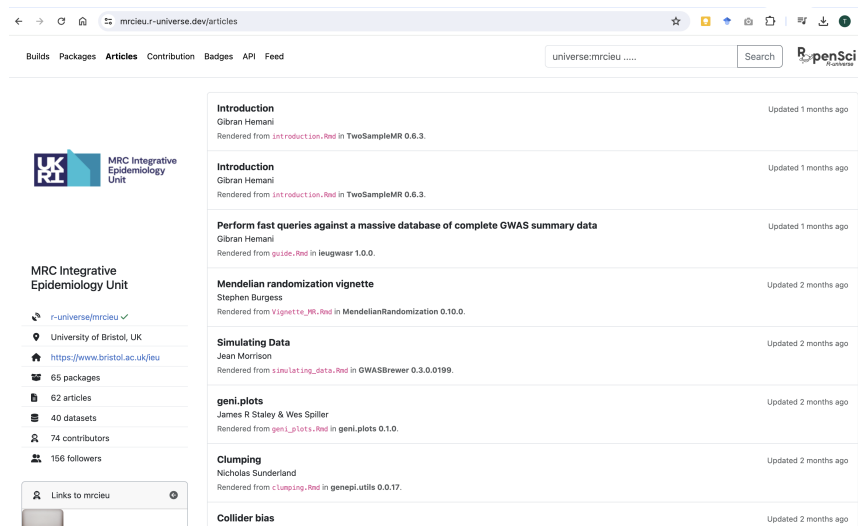 mrcieu.r-universe.dev/articles
T
Builds Packages Articles Contribution Badges API Feed
universe:mrcieu .....
Search
ROpenSci
R-universe
UKRI
MRC Integrative
Epidemiology
Unit
MRC Integrative
Epidemiology Unit
r-universe/mrcieu
University of Bristol, UK
https://www.bristol.ac.uk/ieu
65 packages
62 articles
40 datasets
74 contributors
156 followers
Links to mrcieu
Introduction
Updated 1 months ago
Gibran Hemani
Rendered from introduction.Rmd in TwoSampleMR 0.6.3.
Introduction
Updated 1 months ago
Gibran Hemani
Rendered from introduction.Rmd in TwoSampleMR 0.6.3.
Perform fast queries against a massive database of complete GWAS summary data
Updated 1 months ago
Gibran Hemani
Rendered from guide.Rmd in ieugwasr 1.0.0.
Mendelian randomization vignette
Updated 2 months ago
Stephen Burgess
Rendered from Vignette_MR.Rmd in MendelianRandomization 0.10.0.
Simulating Data
Updated 2 months ago
Jean Morrison
Rendered from simulating_data.Rmd in GWASBrewer 0.3.0.0199.
geni.plots
Updated 2 months ago
James R Staley & Wes Spiller
Rendered from geni_plots.Rmd in geni.plots 0.1.0.
Clumping
Updated 2 months ago
Nicholas Sunderland
Rendered from clumping.Rmd in genepi.utils 0.0.17.
Collider bias
Updated 2 months ago